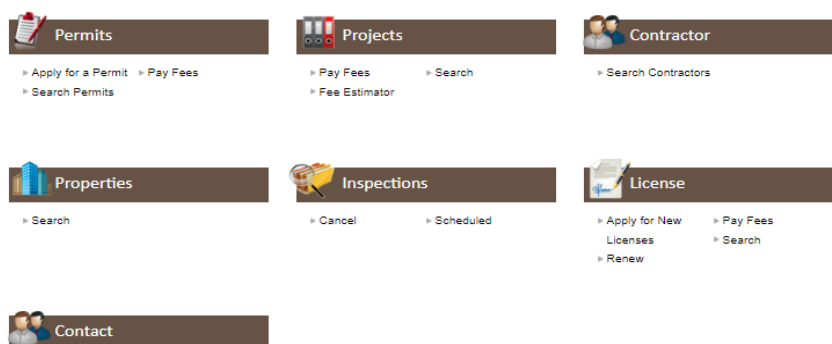 Permits
Apply for a Permit Pay Fees
Search Permits
Projects
Pay Fees Search
Fee Estimator
Contractor
Search Contractors
Properties
Search
Inspections
Cancel Scheduled
License
Apply for New Licenses
Pay Fees
Search
Renew
Contact